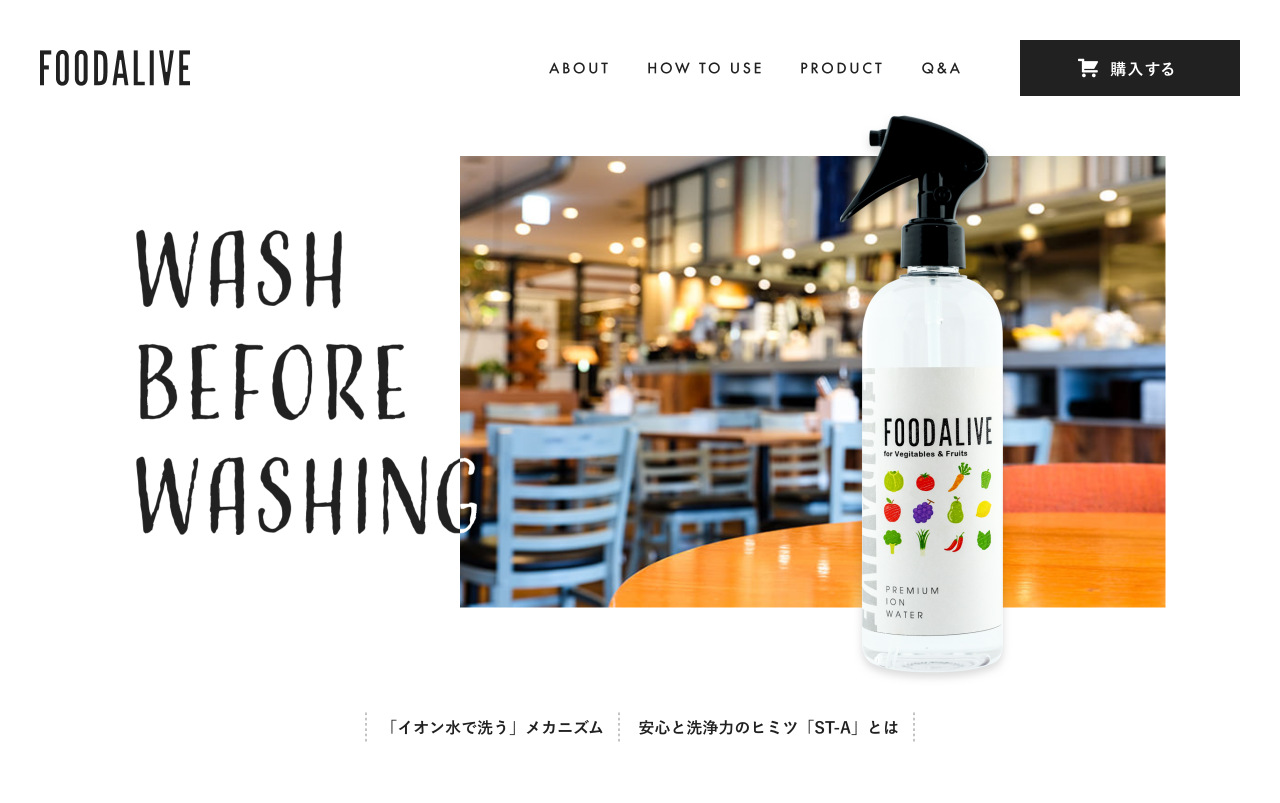 FOODALIVE
ABOUT
HOW TO USE
PRODUCT
Q&A
購入する
WASH
BEFORE
WASHING
FOODALIVE
for Vegitables & Fruits
PREMIUM
ION
WATER
「イオン水で洗う」メカニズム
安心と洗浄力のヒミツ「ST-A」とは